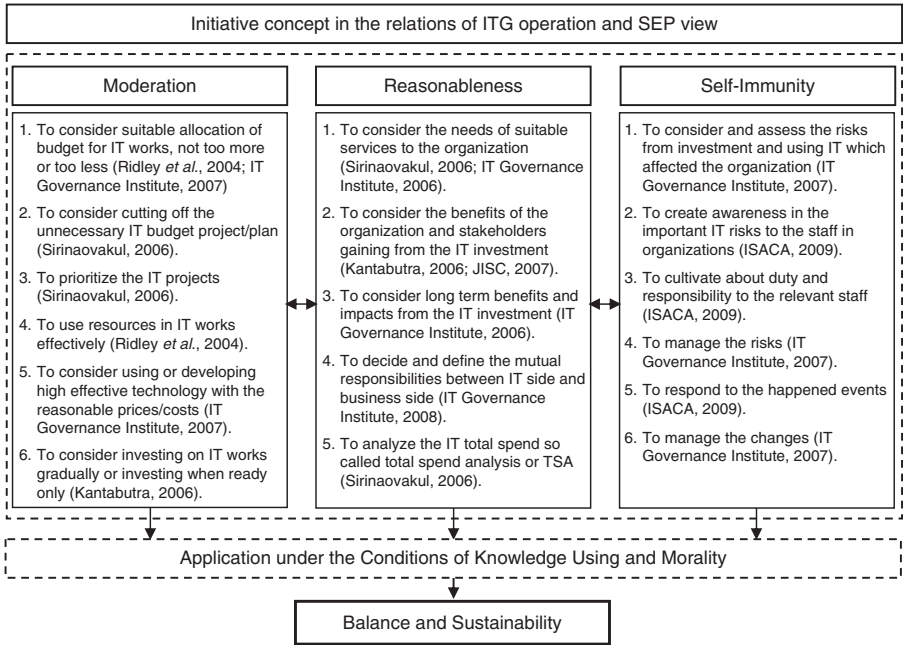 Initiative concept in the relations of ITG operation and SEP view
Moderation
1. To consider suitable allocation of
budget for IT works, not too more
or too less (Ridley et al., 2004; IT
Governance Institute, 2007)
2. To consider cutting off the
unnecessary IT budget project/plan
(Sirinaovakul, 2006).
3. To prioritize the IT projects
(Sirinaovakul, 2006).
4. To use resources in IT works
effectively (Ridley et al., 2004).
5. To consider using or developing
high effective technology with the
reasonable prices/costs (IT
Governance Institute, 2007).
6. To consider investing on IT works
gradually or investing when ready
only (Kantabutra, 2006).
Reasonableness
1. To consider the needs of suitable
services to the organization
(Sirinaovakul, 2006; IT Governance
Institute, 2006).
2. To consider the benefits of the
organization and stakeholders
gaining from the IT investment
(Kantabutra, 2006; JISC, 2007).
3. To consider long term benefits and
impacts from the IT investment (IT
Governance Institute, 2006).
4. To decide and define the mutual
responsibilities between IT side and
business side (IT Governance
Institute, 2008).
5. To analyze the IT total spend so
called total spend analysis or TSA
(Sirinaovakul, 2006).
Self-Immunity
1. To consider and assess the risks
from investment and using IT which
affected the organization (IT
Governance Institute, 2007).
2. To create awareness in the
important IT risks to the staff in
organizations (ISACA, 2009).
3. To cultivate about duty and
responsibility to the relevant staff
(ISACA, 2009).
4. To manage the risks (IT
Governance Institute, 2007).
5. To respond to the happened events
(ISACA, 2009).
6. To manage the changes (IT
Governance Institute, 2007).
Application under the Conditions of Knowledge Using and Morality
Balance and Sustainability